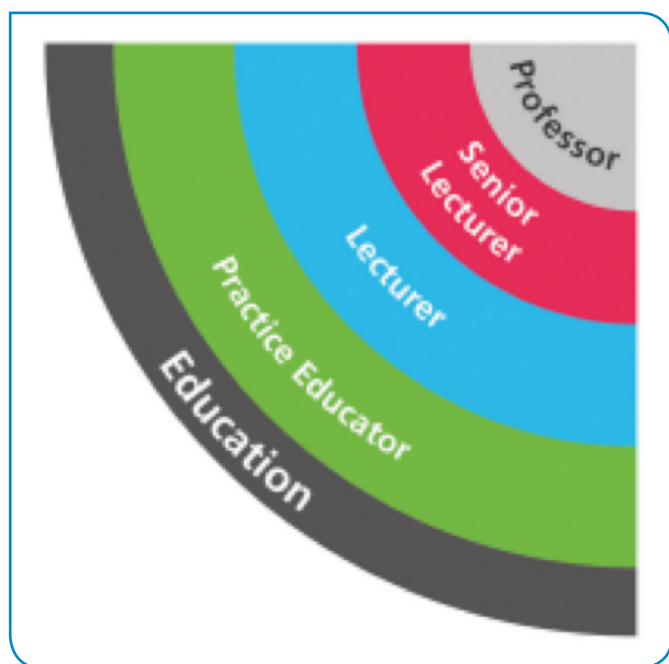 Professor
Senior
Lecturer
Lecturer
Practice Educator
Education